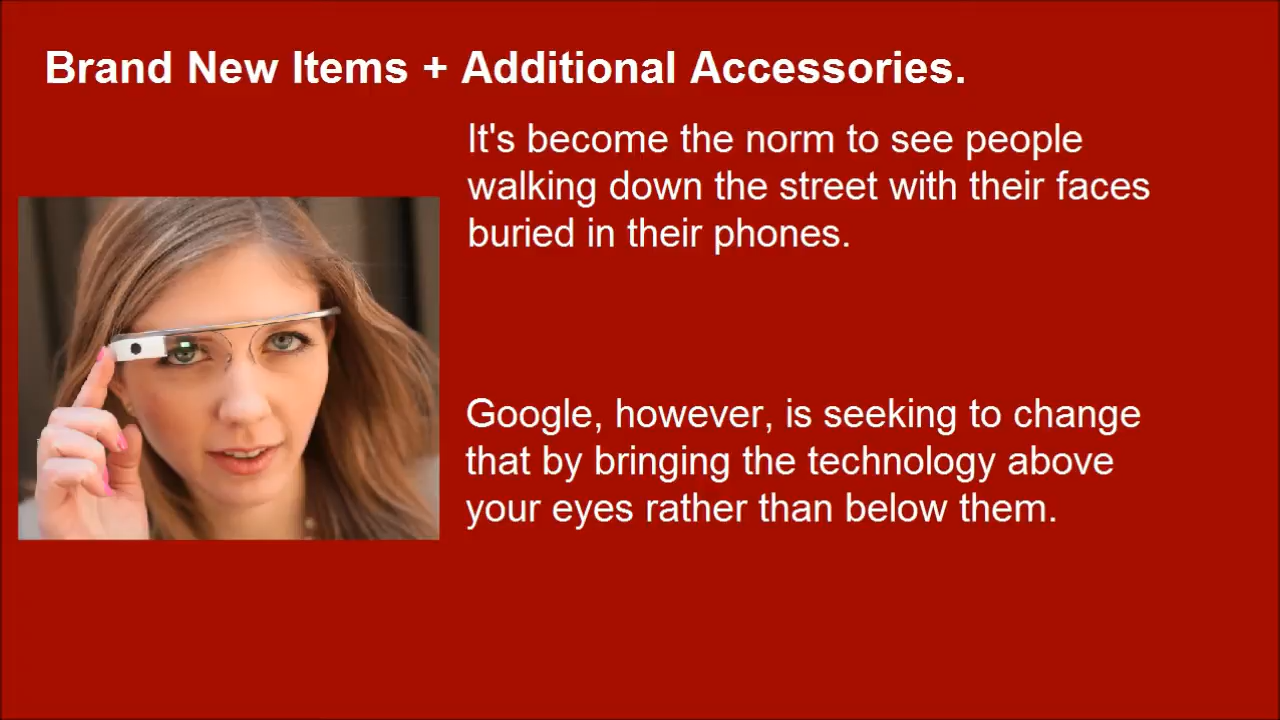 Brand New Items + Additional Accessories.
It's become the norm to see people
walking down the street with their faces
buried in their phones.
Google, however, is seeking to change
that by bringing the technology above
your eyes rather than below them.